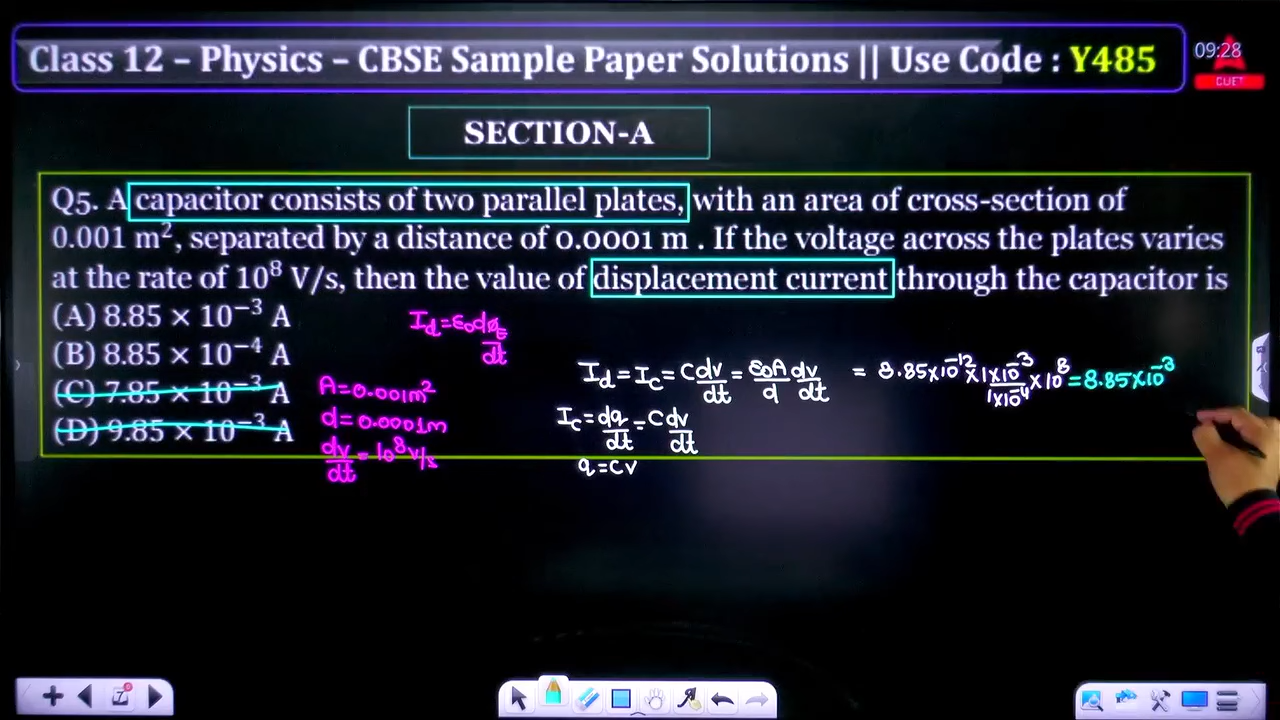 Class 12 – Physics – CBSE Sample Paper Solutions || Use Code : Y485
09:28
CUET
SECTION-A
Q5. A capacitor consists of two parallel plates, with an area of cross-section of
0.001 m², separated by a distance of 0.0001 m . If the voltage across the plates varies
at the rate of 10⁸ V/s, then the value of displacement current through the capacitor is
(A) 8.85 × 10⁻³ A
(B) 8.85 × 10⁻⁴ A
(C) 7.85 × 10⁻³ A
(D) 9.85 × 10⁻³ A
I_d = ε₀ dφ_E/dt
A = 0.001m²
d = 0.0001m
dv/dt = 10⁸ v/s
I_d = I_c = C dv/dt = ε₀A/d dv/dt = 8.85×10⁻¹² × 1×10⁻³/1×10⁻⁴ × 10⁸ = 8.85×10⁻³
I_c = dq/dt = C dv/dt
q = CV